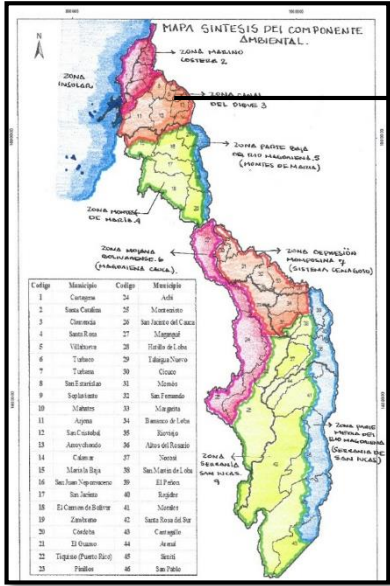 MAPA SINTESIS DEL COMPONENTE
AMBIENTAL.
N
ZONA MARINO
COSTERA 2
ZONA
INSULAR
ZONA CANAL
DEL DIQUE 3
ZONA PARTE BAJA
DEL RIO MAGDALENA.5
(MONTES DE MARIA)
ZONA MONTES
DE MARÍA.4
ZONA MOJANA
BOLIVARENSE.6
(MAGDALENA CAUCA)
ZONA DEPRESIÓN
MOMPOSINA 7
(SISTEMA CENAGOSO)
ZONA PARTE
MEDIA DEL
RIO MAGDALENA
(SERRANIA DE
SAN LUCAS)
ZONA
SERRANÍA
SAN LUCAS
9
Codigo Municipio Codigo Municipio
1 Cartagena 24 Achi
2 Santa Catalina 25 Montecristo
3 Clemencia 26 San Jacinto del Cauca
4 Santa Rosa 27 Magangué
5 Villanueva 28 Hatillo de Loba
6 Turbaco 29 Talaigua Nuevo
7 Turbana 30 Cicuco
8 San Estanislao 31 Mompós
9 Soplaviento 32 San Fernando
10 Mahates 33 Margarita
11 Arjona 34 Barranco de Loba
12 San Cristobal 35 Rioviejo
13 Arroyohondo 36 Altos del Rosario
14 Calamar 37 Norosi
15 Maria la Baja 38 San Martin de Loba
16 San Juan Nepomuceno 39 El Peñon
17 San Jacinto 40 Regidor
18 El Carmen de Bolivar 41 Morales
19 Zambrano 42 Santa Rosa del Sur
20 Córdoba 43 Cantagallo
21 El Guamo 44 Arenal
22 Tiquisio (Puerto Rico) 45 Simiti
23 Pinillos 46 San Pablo